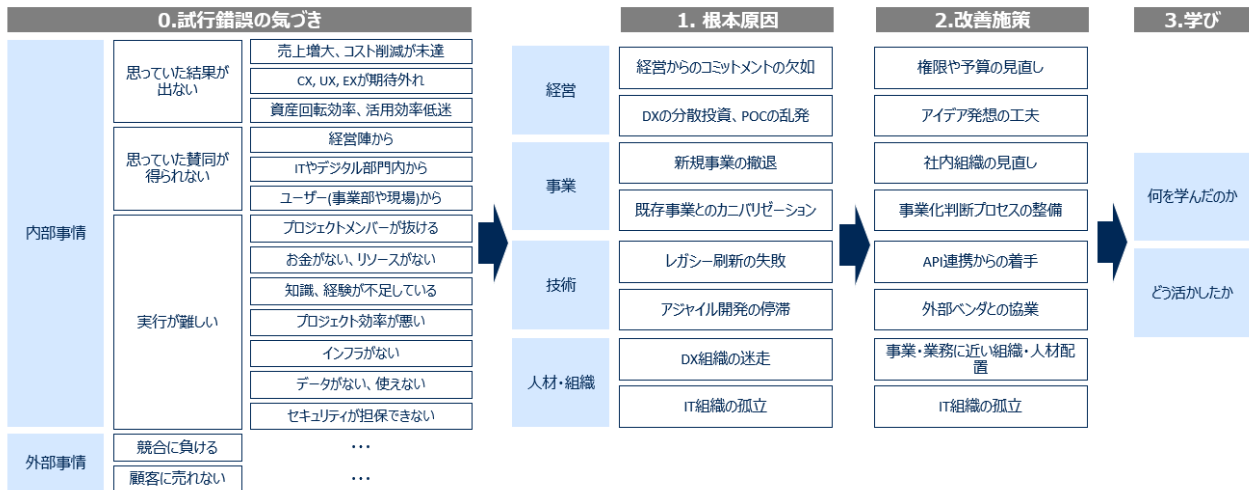 0.試行錯誤の気づき
1. 根本原因
2.改善施策
3.学び
内部事情
思っていた結果が
出ない
売上増大、コスト削減が未達
CX, UX, EXが期待外れ
資産回転効率、活用効率低迷
思っていた賛同が
得られない
経営陣から
ITやデジタル部門内から
ユーザー(事業部や現場)から
実行が難しい
プロジェクトメンバーが抜ける
お金がない、リソースがない
知識、経験が不足している
プロジェクト効率が悪い
インフラがない
データがない、使えない
セキュリティが担保できない
外部事情
競合に負ける
・・・
顧客に売れない
・・・
経営
経営からのコミットメントの欠如
DXの分散投資、POCの乱発
事業
新規事業の撤退
既存事業とのカニバリゼーション
技術
レガシー刷新の失敗
アジャイル開発の停滞
人材・組織
DX組織の迷走
IT組織の孤立
権限や予算の見直し
アイデア発想の工夫
社内組織の見直し
事業化判断プロセスの整備
API連携からの着手
外部ベンダとの協業
事業・業務に近い組織・人材配
置
IT組織の孤立
何を学んだのか
どう活かしたか